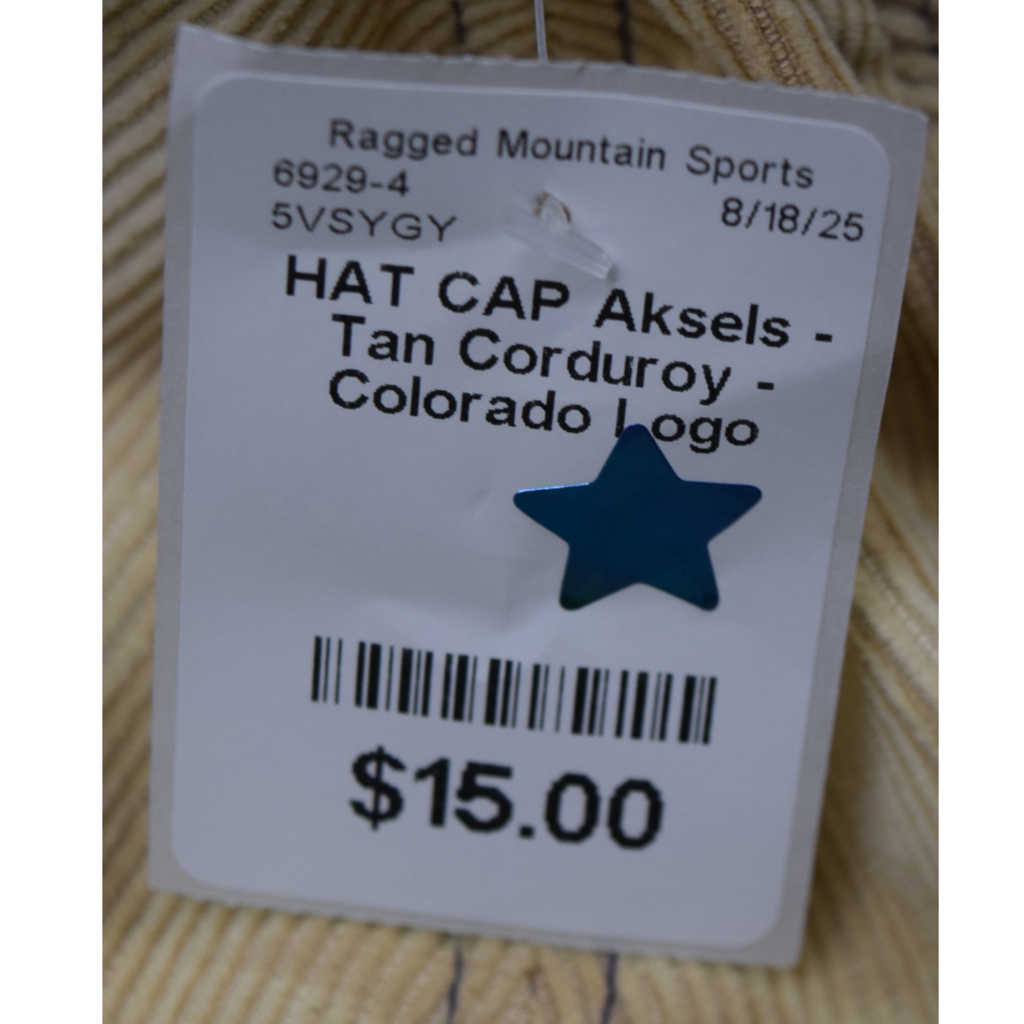 Ragged Mountain Sports
6929-4
8/18/25
5VSYGY
HAT CAP Aksels -
Tan Corduroy -
Colorado Logo
$15.00